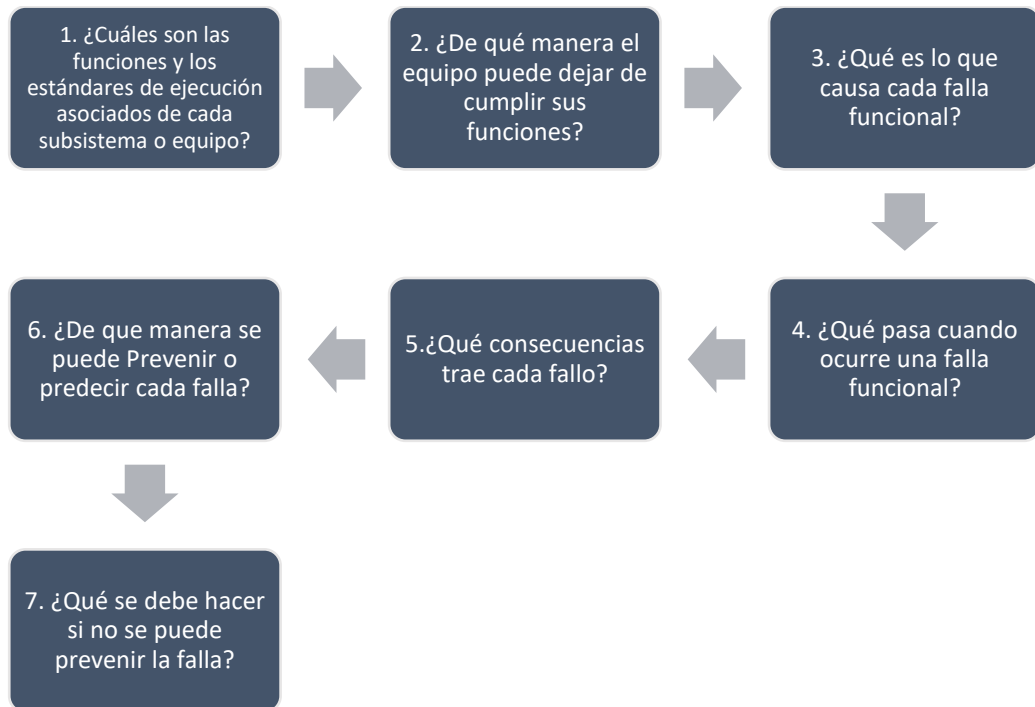 1. ¿Cuáles son las
funciones y los
estándares de ejecución
asociados de cada
subsistema o equipo?
2. ¿De qué manera el
equipo puede dejar de
cumplir sus
funciones?
3. ¿Qué es lo que
causa cada falla
funcional?
4. ¿Qué pasa cuando
ocurre una falla
funcional?
5.¿Qué consecuencias
trae cada fallo?
6. ¿De que manera se
puede Prevenir o
predecir cada falla?
7. ¿Qué se debe hacer
si no se puede
prevenir la falla?